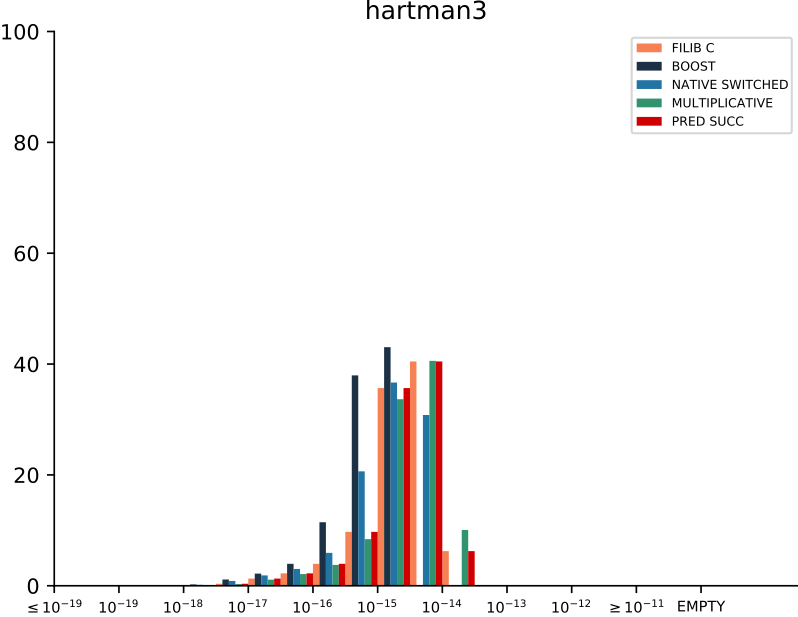 hartman3
100
80
60
40
20
0
FILIB C
BOOST
NATIVE SWITCHED
MULTIPLICATIVE
PRED SUCC
≤10⁻¹⁹ 10⁻¹⁹ 10⁻¹⁸ 10⁻¹⁷ 10⁻¹⁶ 10⁻¹⁵ 10⁻¹⁴ 10⁻¹³ 10⁻¹² ≥10⁻¹¹ EMPTY